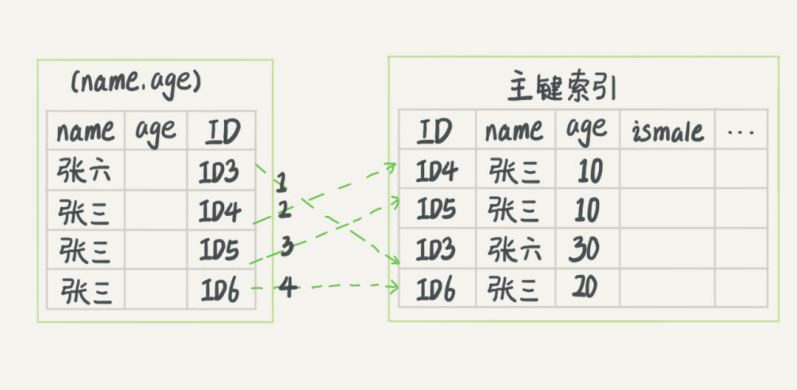 (name.age)
name age ID
张六 ID3
张三 ID4
张三 ID5
张三 ID6
1
2
3
4
主键索引
ID name age ismale ...
ID4 张三 10
ID5 张三 10
ID3 张六 30
ID6 张三 20